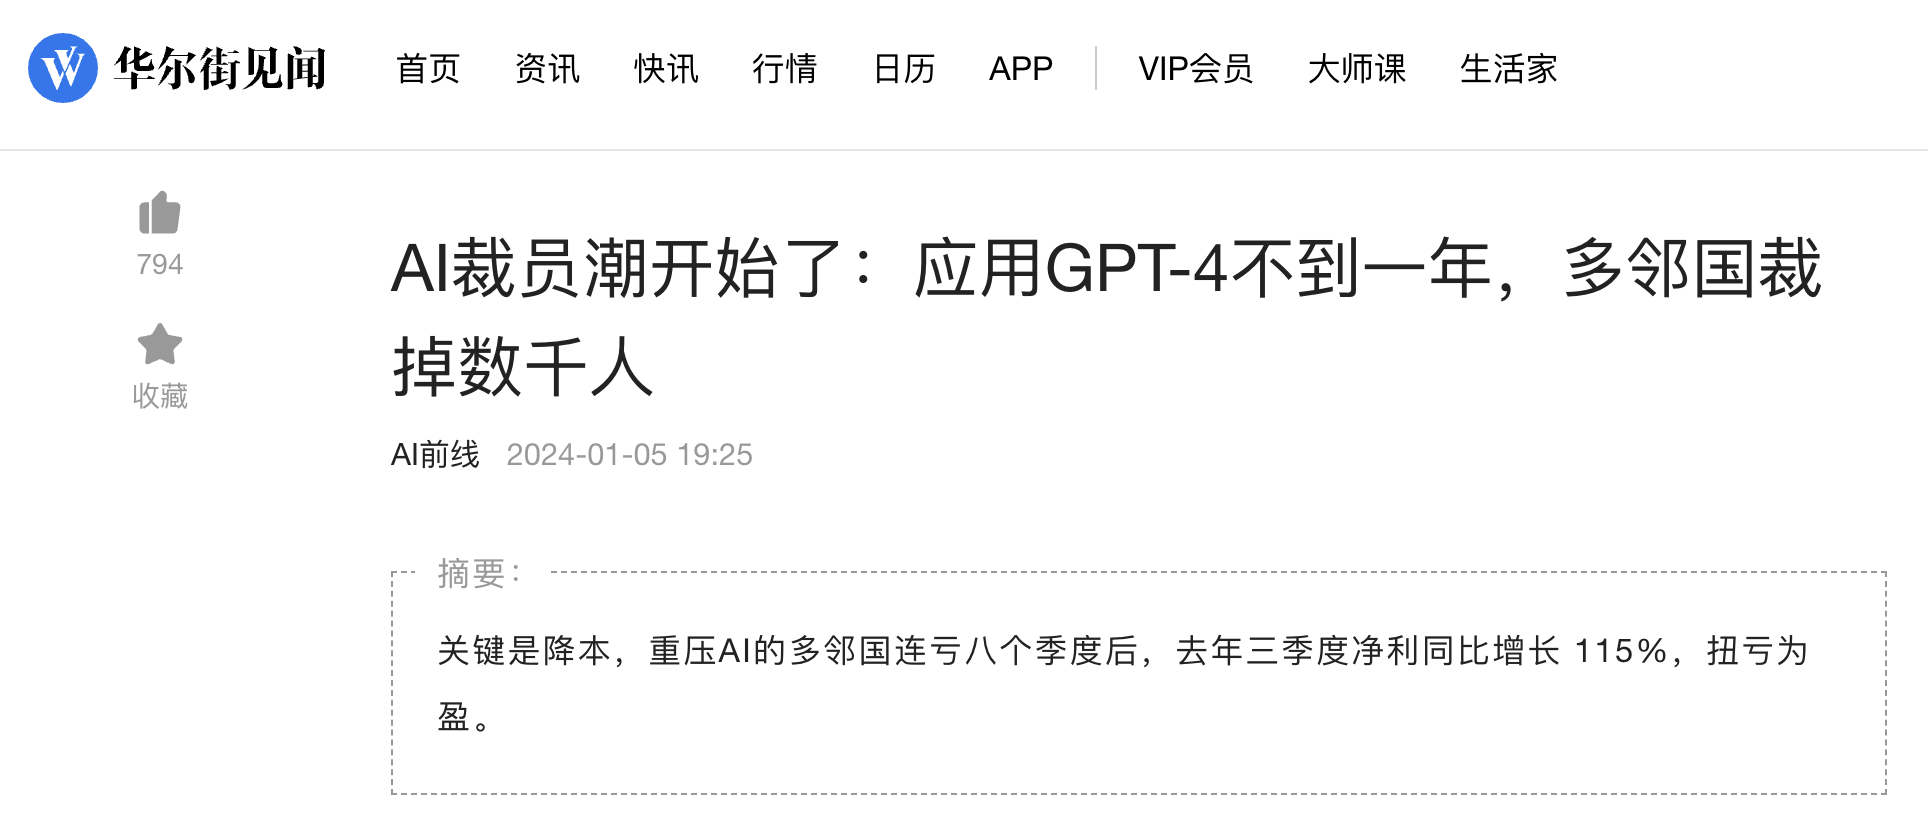 华尔街见闻 首页 资讯 快讯 行情 日历 APP VIP会员 大师课 生活家
794
收藏
AI裁员潮开始了：应用GPT-4不到一年，多邻国裁
掉数千人
AI前线 2024-01-05 19:25
摘要：
关键是降本，重压AI的多邻国连亏八个季度后，去年三季度净利同比增长 115%，扭亏为
盈。